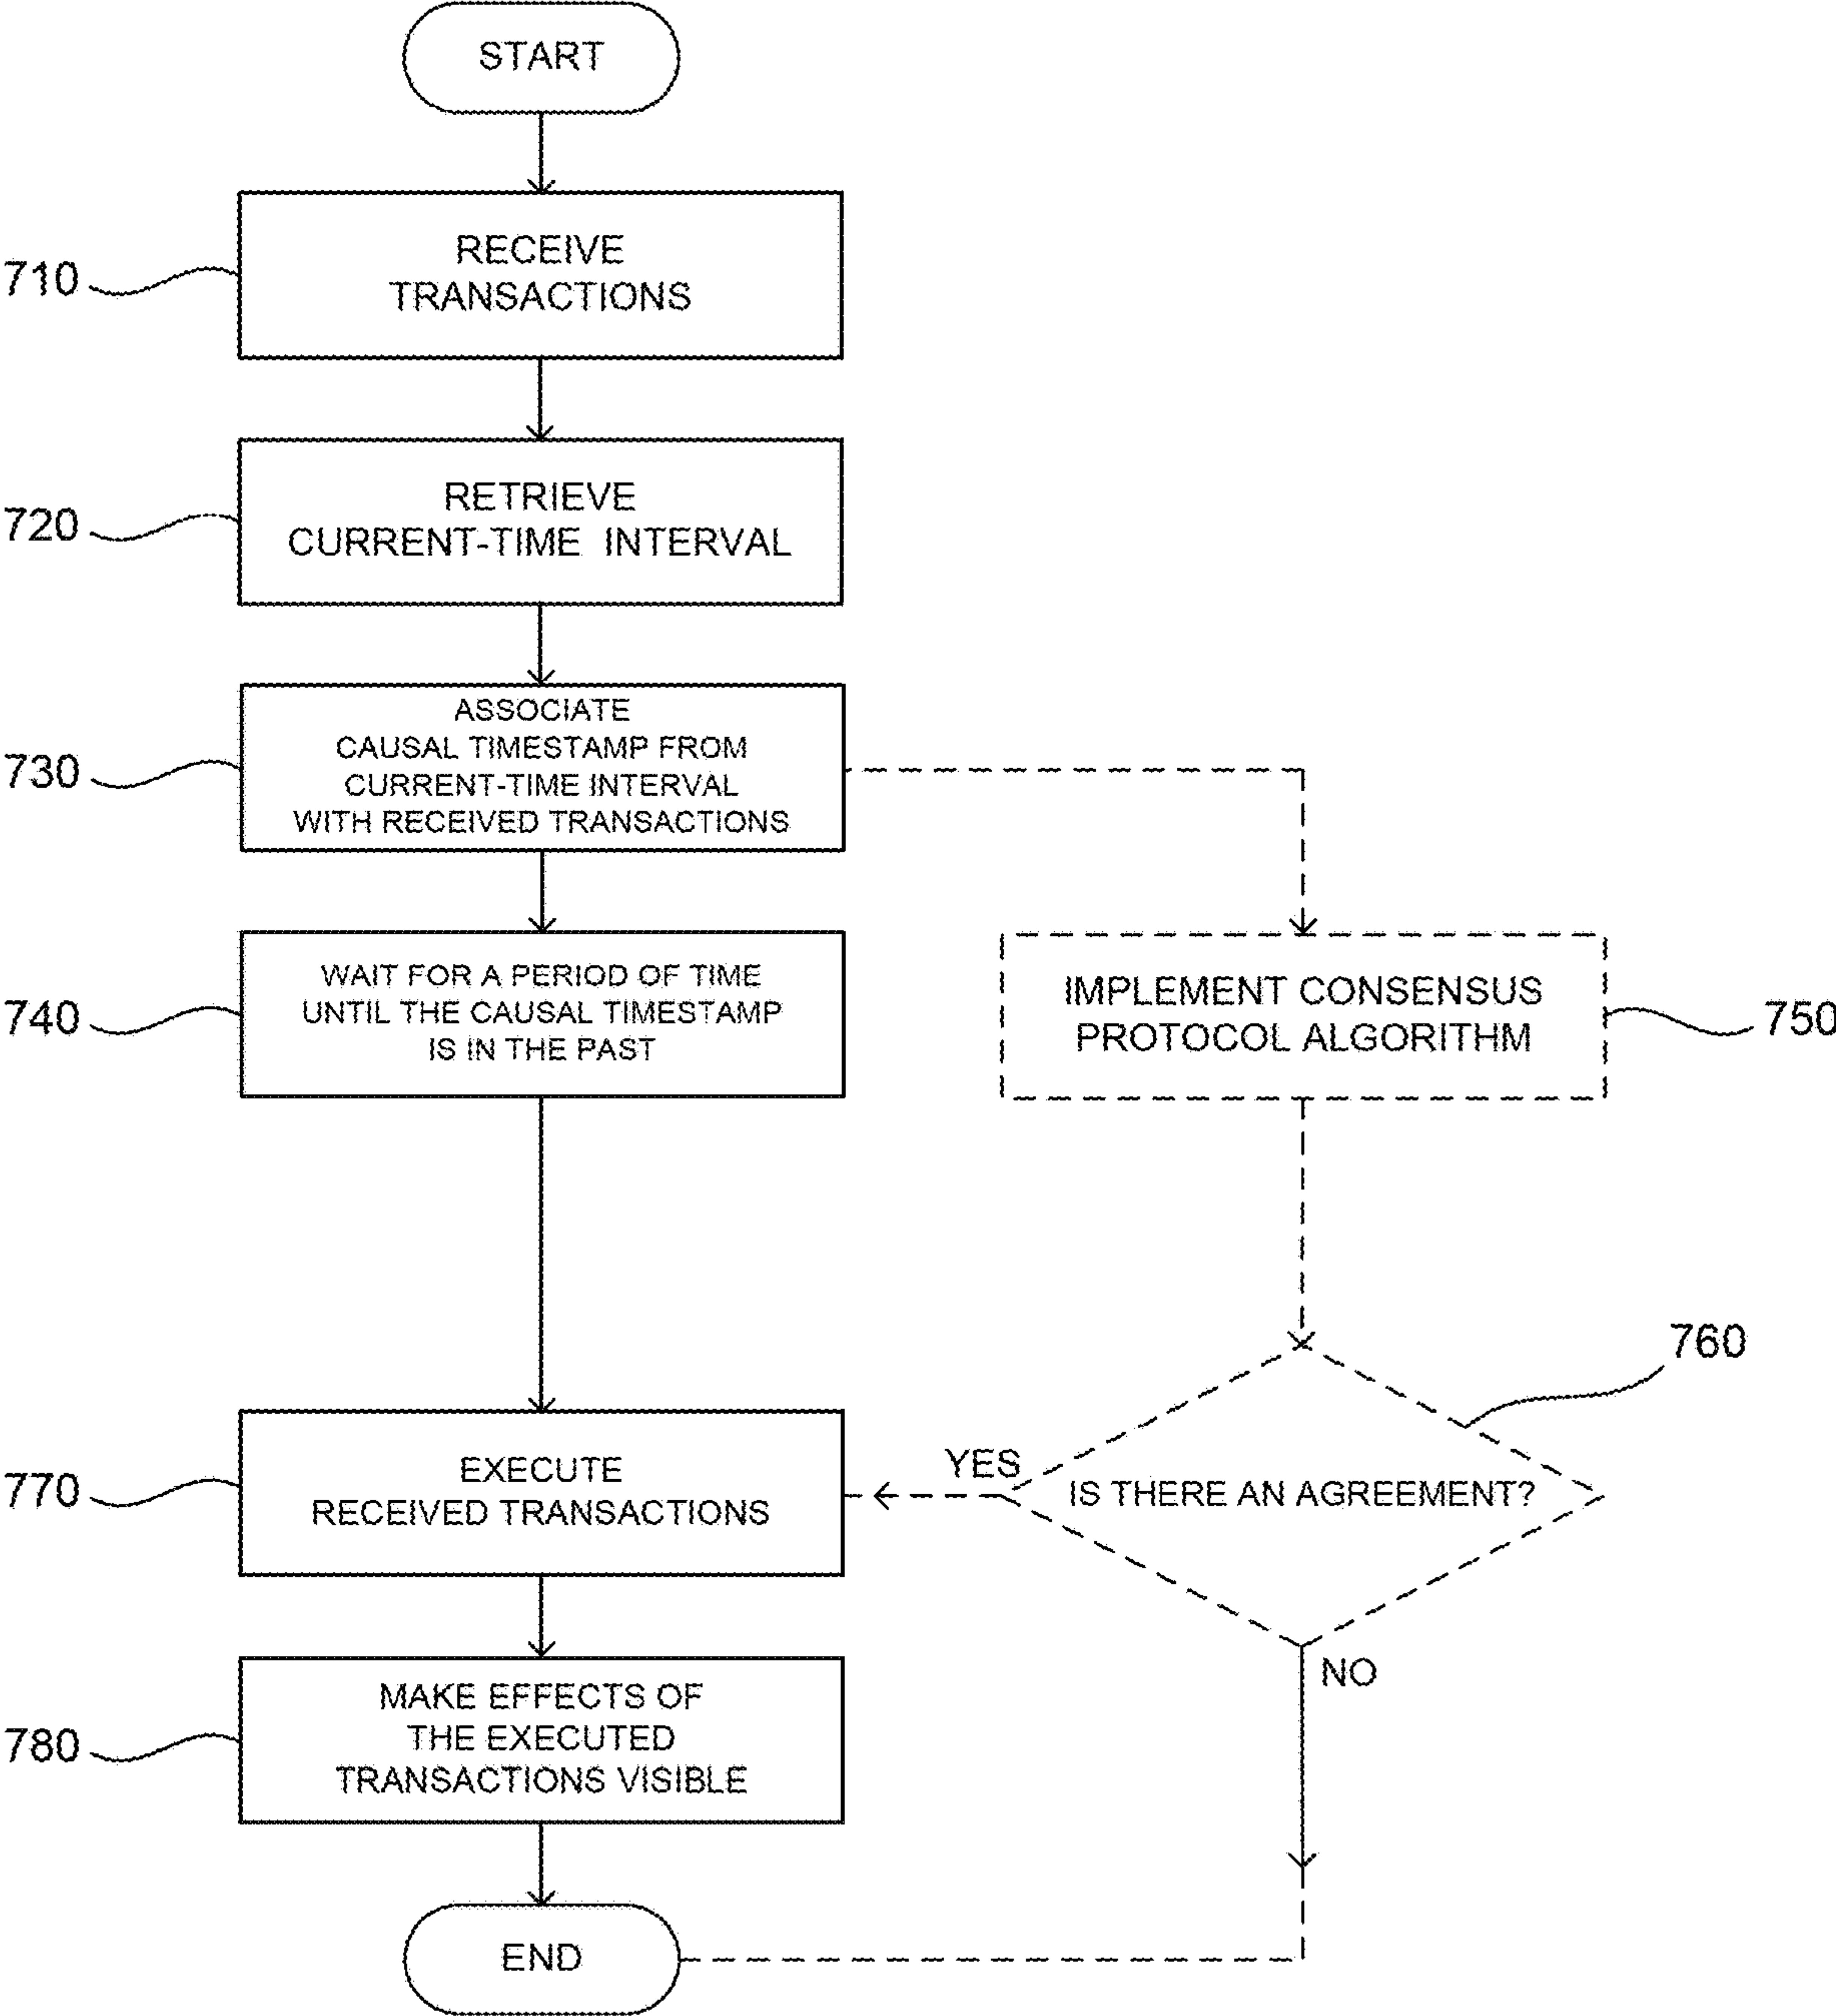 START
710
RECEIVE
TRANSACTIONS
720
RETRIEVE
CURRENT-TIME INTERVAL
730
ASSOCIATE
CAUSAL TIMESTAMP FROM
CURRENT-TIME INTERVAL
WITH RECEIVED TRANSACTIONS
740
WAIT FOR A PERIOD OF TIME
UNTIL THE CAUSAL TIMESTAMP
IS IN THE PAST
IMPLEMENT CONSENSUS
PROTOCOL ALGORITHM
750
760
770
EXECUTE
RECEIVED TRANSACTIONS
YES
IS THERE AN AGREEMENT?
NO
780
MAKE EFFECTS OF
THE EXECUTED
TRANSACTIONS VISIBLE
END